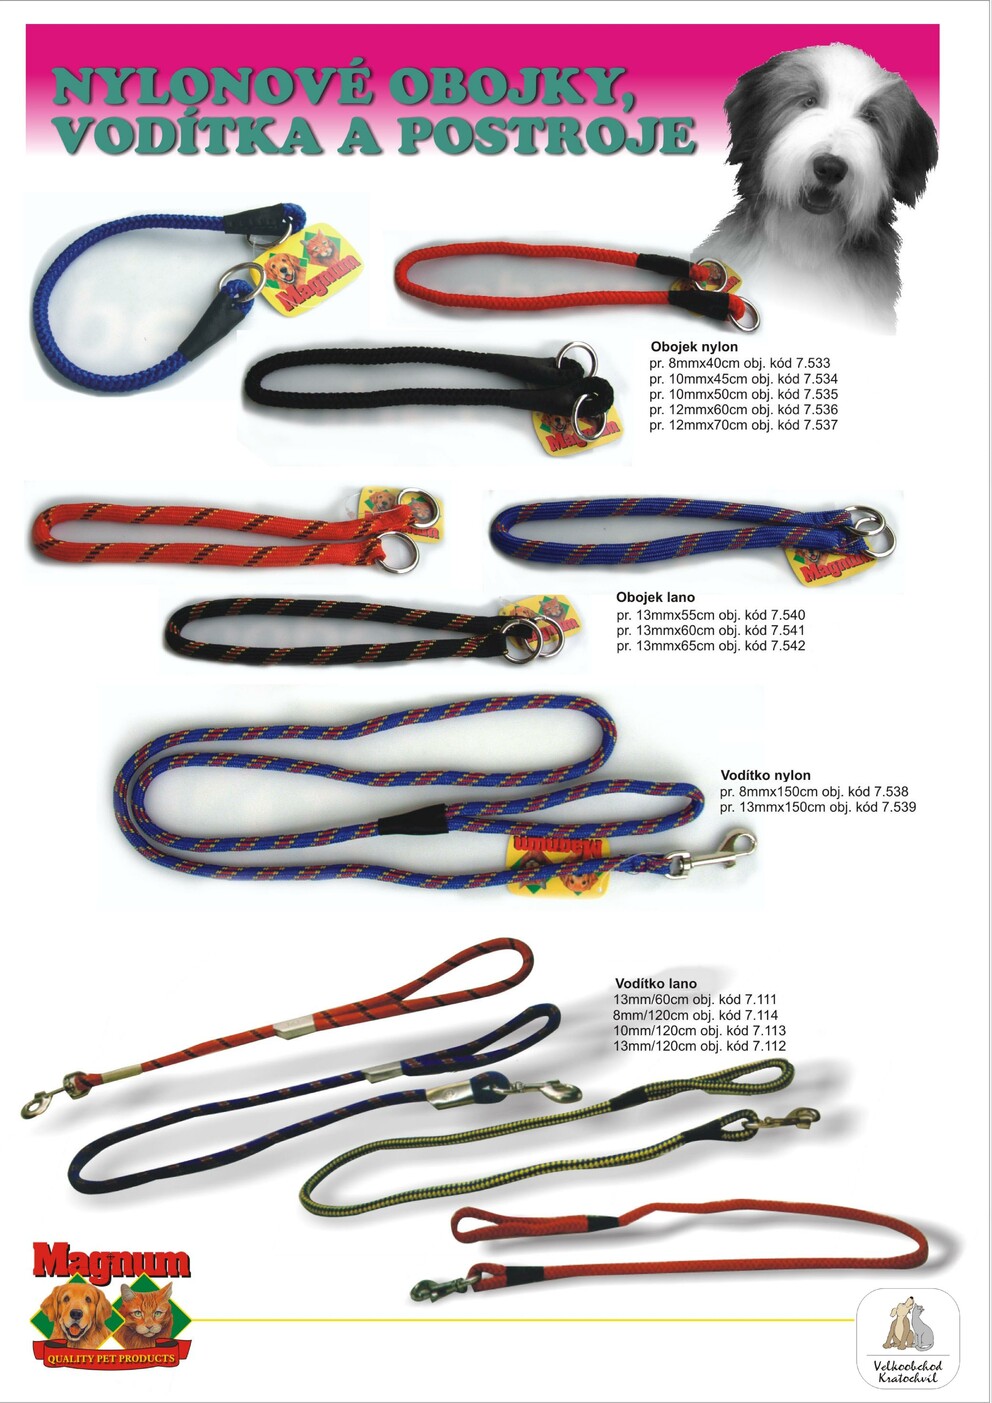 NYLONOVÉ OBOJKY,
VODÍTKA A POSTROJE
Magnum
Magnum
Obojek nylon
pr. 8mmx40cm obj. kód 7.533
pr. 10mmx45cm obj. kód 7.534
pr. 10mmx50cm obj. kód 7.535
pr. 12mmx60cm obj. kód 7.536
pr. 12mmx70cm obj. kód 7.537
Magnum
Obojek lano
pr. 13mmx55cm obj. kód 7.540
pr. 13mmx60cm obj. kód 7.541
pr. 13mmx65cm obj. kód 7.542
Vodítko nylon
pr. 8mmx150cm obj. kód 7.538
pr. 13mmx150cm obj. kód 7.539
Magnum
Vodítko lano
13mm/60cm obj. kód 7.111
8mm/120cm obj. kód 7.114
10mm/120cm obj. kód 7.113
13mm/120cm obj. kód 7.112
Magnum
QUALITY PET PRODUCTS
Velkoobchod
Kratochvíl